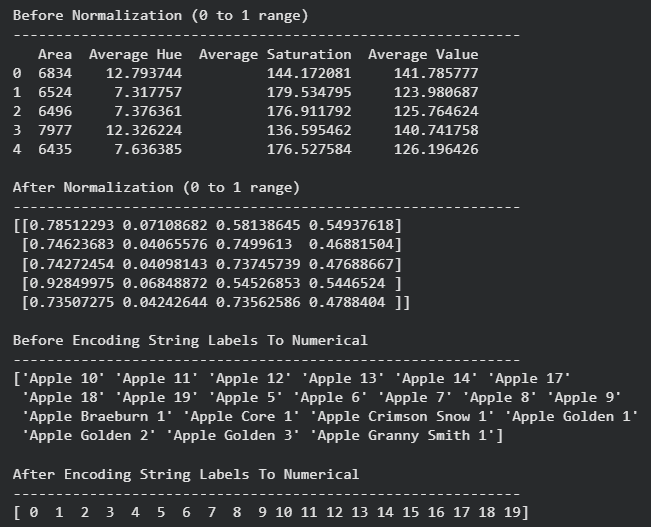 Before Normalization (0 to 1 range)
------------------------------------------------------------
   Area  Average Hue  Average Saturation  Average Value
0  6834    12.793744          144.172081     141.785777
1  6524     7.317757          179.534795     123.980687
2  6496     7.376361          176.911792     125.764624
3  7977    12.326224          136.595462     140.741758
4  6435     7.636385          176.527584     126.196426
After Normalization (0 to 1 range)
------------------------------------------------------------
[[0.78512293 0.07108682 0.58138645 0.54937618]
 [0.74623683 0.04065576 0.7499613  0.46881504]
 [0.74272454 0.04098143 0.73745739 0.47688667]
 [0.92849975 0.06848872 0.54526853 0.5446524 ]
 [0.73507275 0.04242644 0.73562586 0.4788404 ]]
Before Encoding String Labels To Numerical
------------------------------------------------------------
['Apple 10' 'Apple 11' 'Apple 12' 'Apple 13' 'Apple 14' 'Apple 17'
 'Apple 18' 'Apple 19' 'Apple 5' 'Apple 6' 'Apple 7' 'Apple 8' 'Apple 9'
 'Apple Braeburn 1' 'Apple Core 1' 'Apple Crimson Snow 1' 'Apple Golden 1'
 'Apple Golden 2' 'Apple Golden 3' 'Apple Granny Smith 1']
After Encoding String Labels To Numerical
------------------------------------------------------------
[ 0  1  2  3  4  5  6  7  8  9 10 11 12 13 14 15 16 17 18 19]